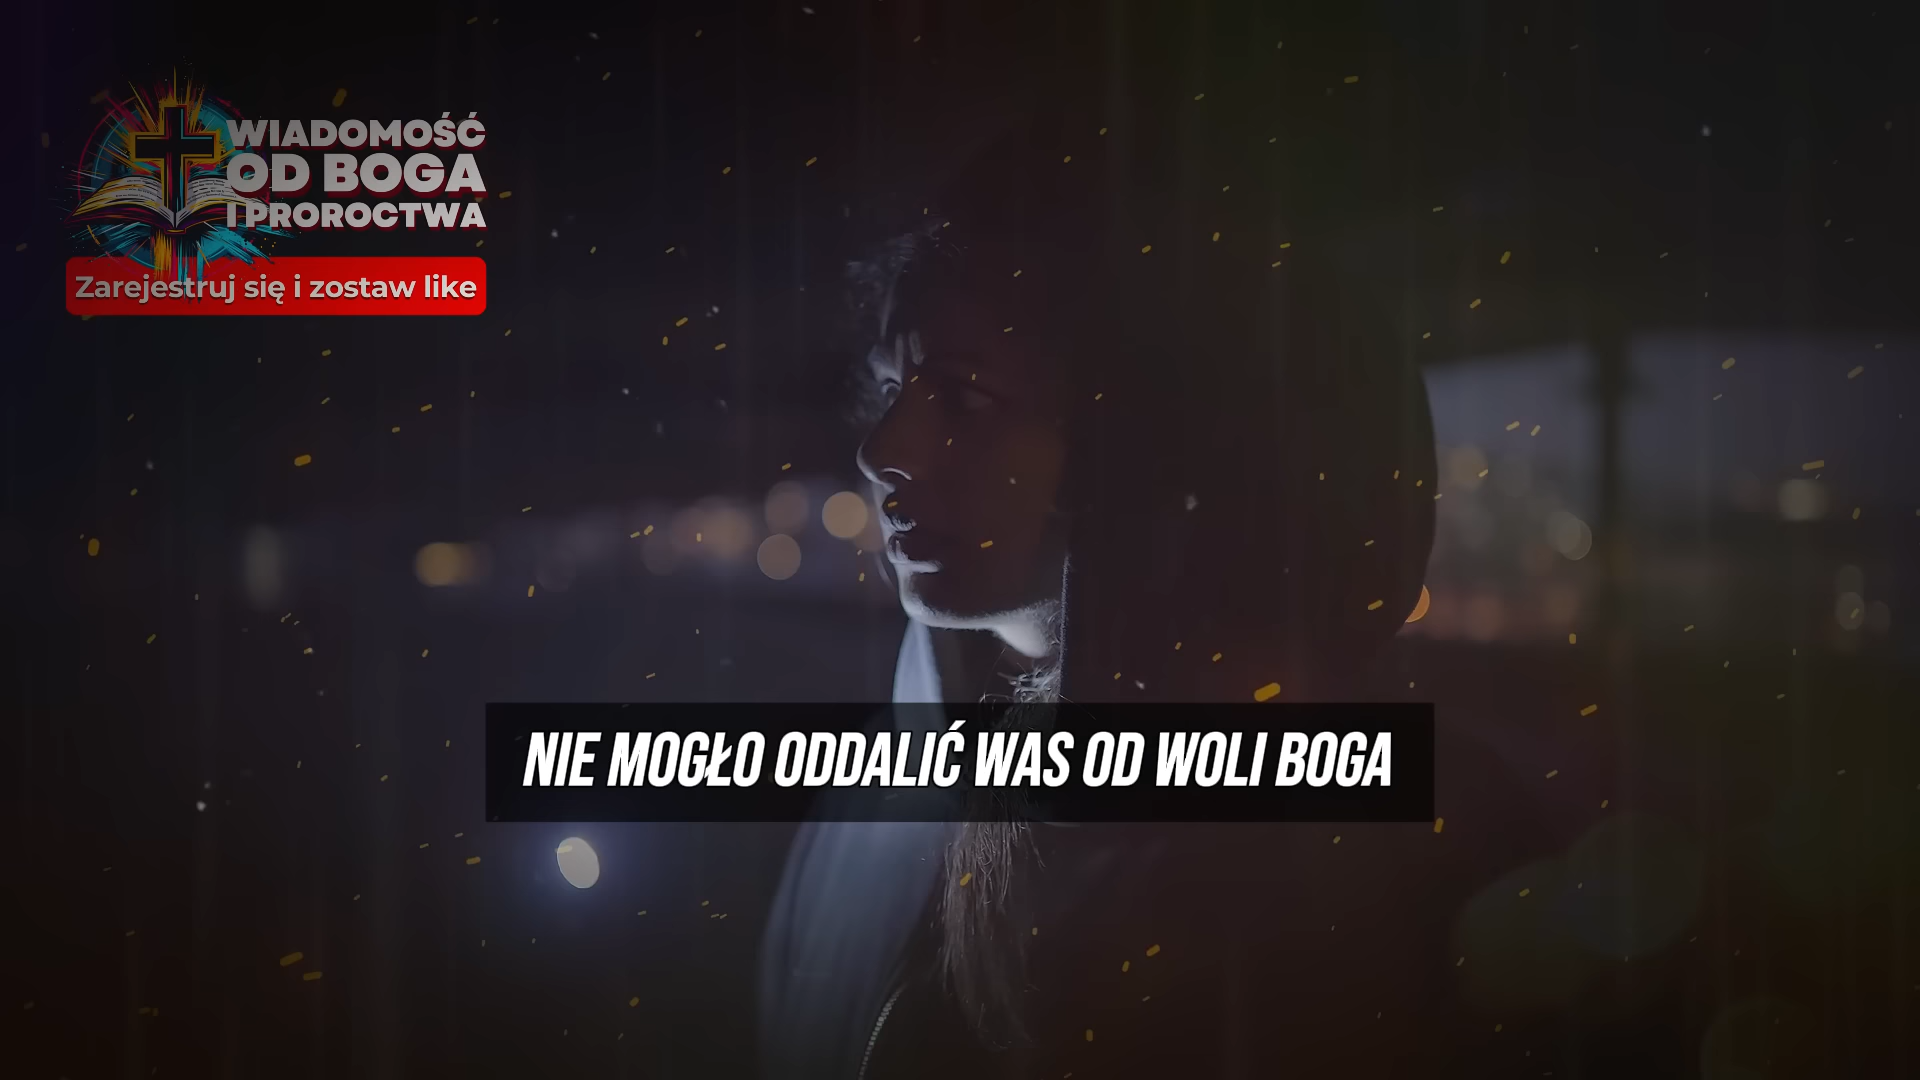 WIADOMOŚĆ
OD BOGA
I PROROCTWA
Zarejestruj się i zostaw like
NIE MOGŁO ODDALIĆ WAS OD WOLI BOGA